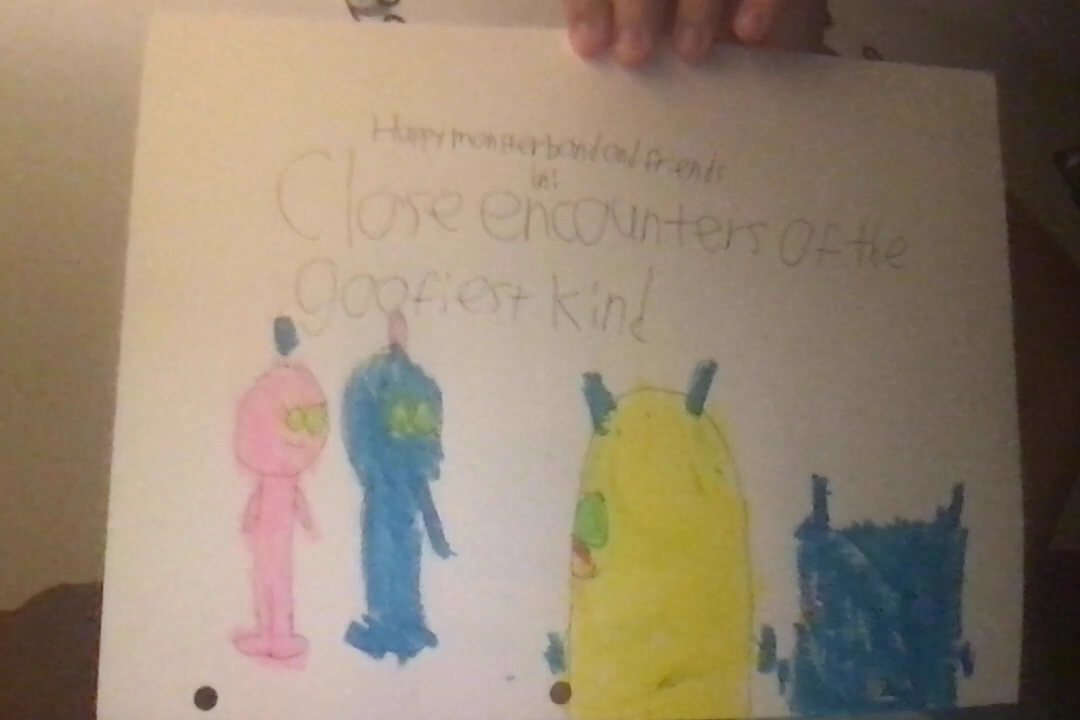 Happy monster band and friends
in:
Close encounters Of the
goofiest kind